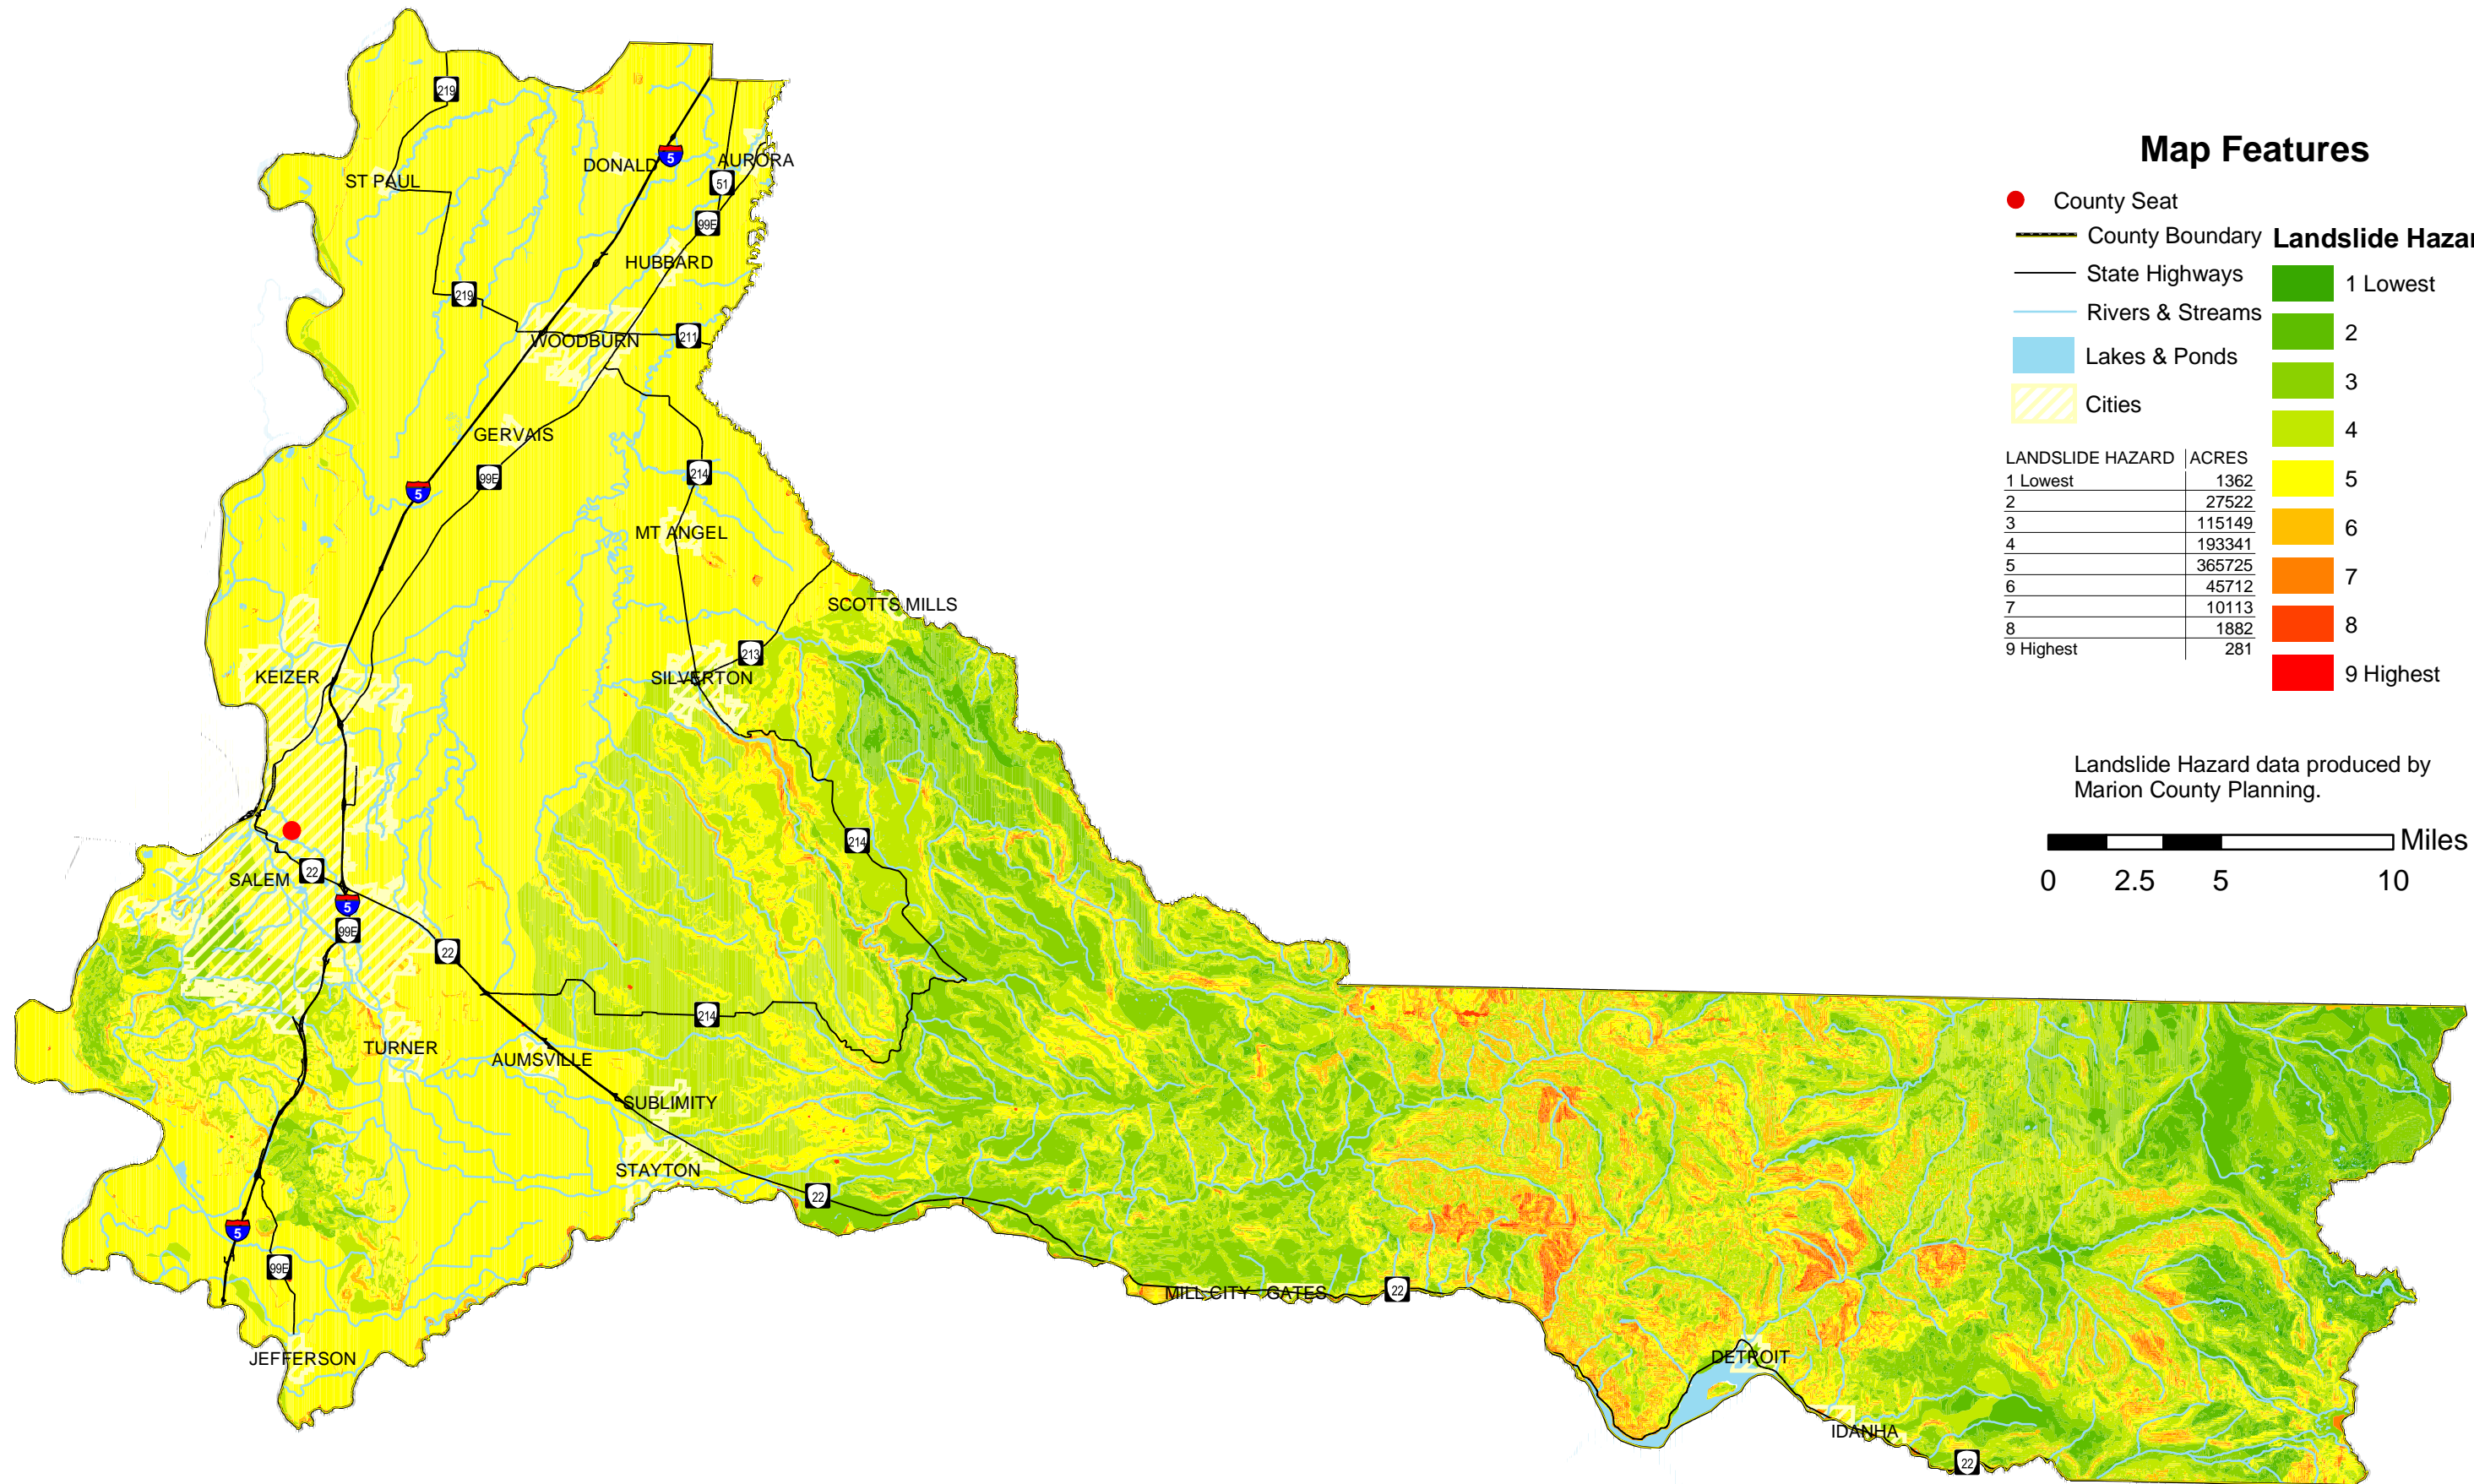 Map Features
County Seat
County Boundary
State Highways
Rivers & Streams
Lakes & Ponds
Cities
Landslide Hazar
1 Lowest
2
3
4
5
6
7
8
9 Highest
LANDSLIDE HAZARD ACRES
1 Lowest 1362
2 27522
3 115149
4 193341
5 365725
6 45712
7 10113
8 1882
9 Highest 281
Landslide Hazard data produced by
Marion County Planning.
Miles
0 2.5 5 10
219
DONALD
5
AURORA
ST PAUL
51
99E
HUBBARD
219
WOODBURN
211
GERVAIS
99E
214
5
MT ANGEL
SCOTTS MILLS
213
KEIZER
SILVERTON
214
SALEM
22
5
99E
22
214
TURNER
AUMSVILLE
SUBLIMITY
STAYTON
22
5
99E
MILL CITY
GATES
22
JEFFERSON
DETROIT
IDANHA
22